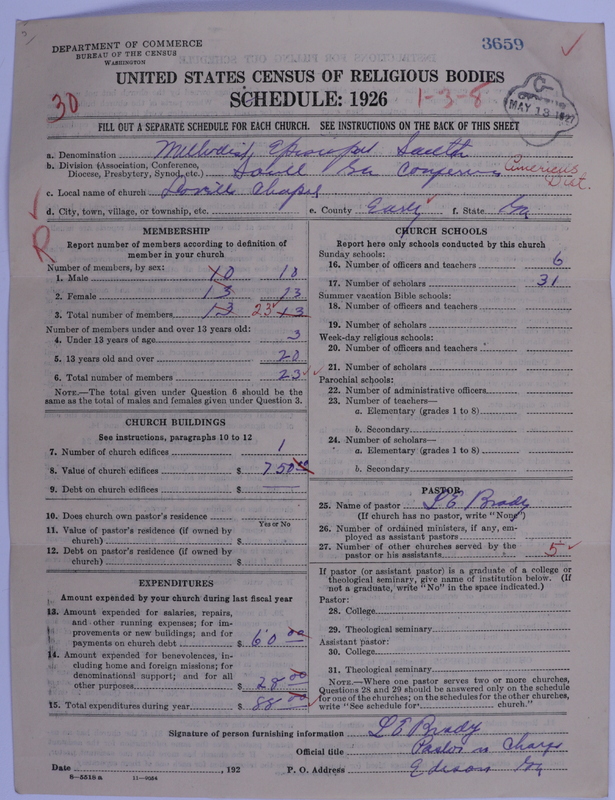 DEPARTMENT OF COMMERCE
BUREAU OF THE CENSUS
WASHINGTON
3659
UNITED STATES CENSUS OF RELIGIOUS BODIES
30
SCHEDULE: 1926
1-3-8
MAY 13 1927
FILL OUT A SEPARATE SCHEDULE FOR EACH CHURCH. SEE INSTRUCTIONS ON THE BACK OF THIS SHEET
a. Denomination Methodist Episcopal South
b. Division (Association, Conference, Diocese, Presbytery, Synod, etc.) South Ga Conference Americus Dist.
c. Local name of church Chapel
d. City, town, village, or township, etc. e. County Early f. State Ga
R
MEMBERSHIP
Report number of members according to definition of
member in your church
Number of members, by sex:
1. Male 10 10
2. Female 13 13
3. Total number of members 13 23 13
Number of members under and over 13 years old:
4. Under 13 years of age 3
5. 13 years old and over 20
6. Total number of members 23
NOTE.—The total given under Question 6 should be
same as the total of males and females given under Question 3.
CHURCH BUILDINGS
See instructions, paragraphs 10 to 12
7. Number of church edifices 1
8. Value of church edifices $ 750 00
9. Debt on church edifices $
10. Does church own pastor's residence
Yes or No
11. Value of pastor's residence (if owned by
church) $
12. Debt on pastor's residence (if owned by
church) $
EXPENDITURES
Amount expended by your church during last fiscal year
13. Amount expended for salaries, repairs,
and other running expenses; for im-
provements or new buildings; and for
payments on church debt $ 60 00
14. Amount expended for benevolences, in-
cluding home and foreign missions; for
denominational support; and for all
other purposes $ 28 00
15. Total expenditures during year $ 88 00
CHURCH SCHOOLS
Report here only schools conducted by this church
Sunday schools:
16. Number of officers and teachers 6
17. Number of scholars 31
Summer vacation Bible schools:
18. Number of officers and teachers
19. Number of scholars
Week-day religious schools:
20. Number of officers and teachers
21. Number of scholars
Parochial schools:
22. Number of administrative officers
23. Number of teachers—
a. Elementary (grades 1 to 8)
b. Secondary
24. Number of scholars—
a. Elementary (grades 1 to 8)
b. Secondary
PASTOR
25. Name of pastor L E Brady
(If church has no pastor, write "None")
26. Number of ordained ministers, if any, em-
ployed as assistant pastors
27. Number of other churches served by the
pastor or his assistants 5
If pastor (or assistant pastor) is a graduate of a college or
theological seminary, give name of institution below. (If
not a graduate, write "No" in the space indicated.)
Pastor:
28. College
29. Theological seminary
Assistant pastor:
30. College
31. Theological seminary
NOTE.—Where one pastor serves two or more churches,
Questions 28 and 29 should be answered only on the schedule
for one of the churches; on schedules for the other churches,
write "See schedule for church."
Signature of person furnishing information L E Brady
Official title Pastor in Charge
Date , 192 P. O. Address Edison Ga
8-5518a 11-9084